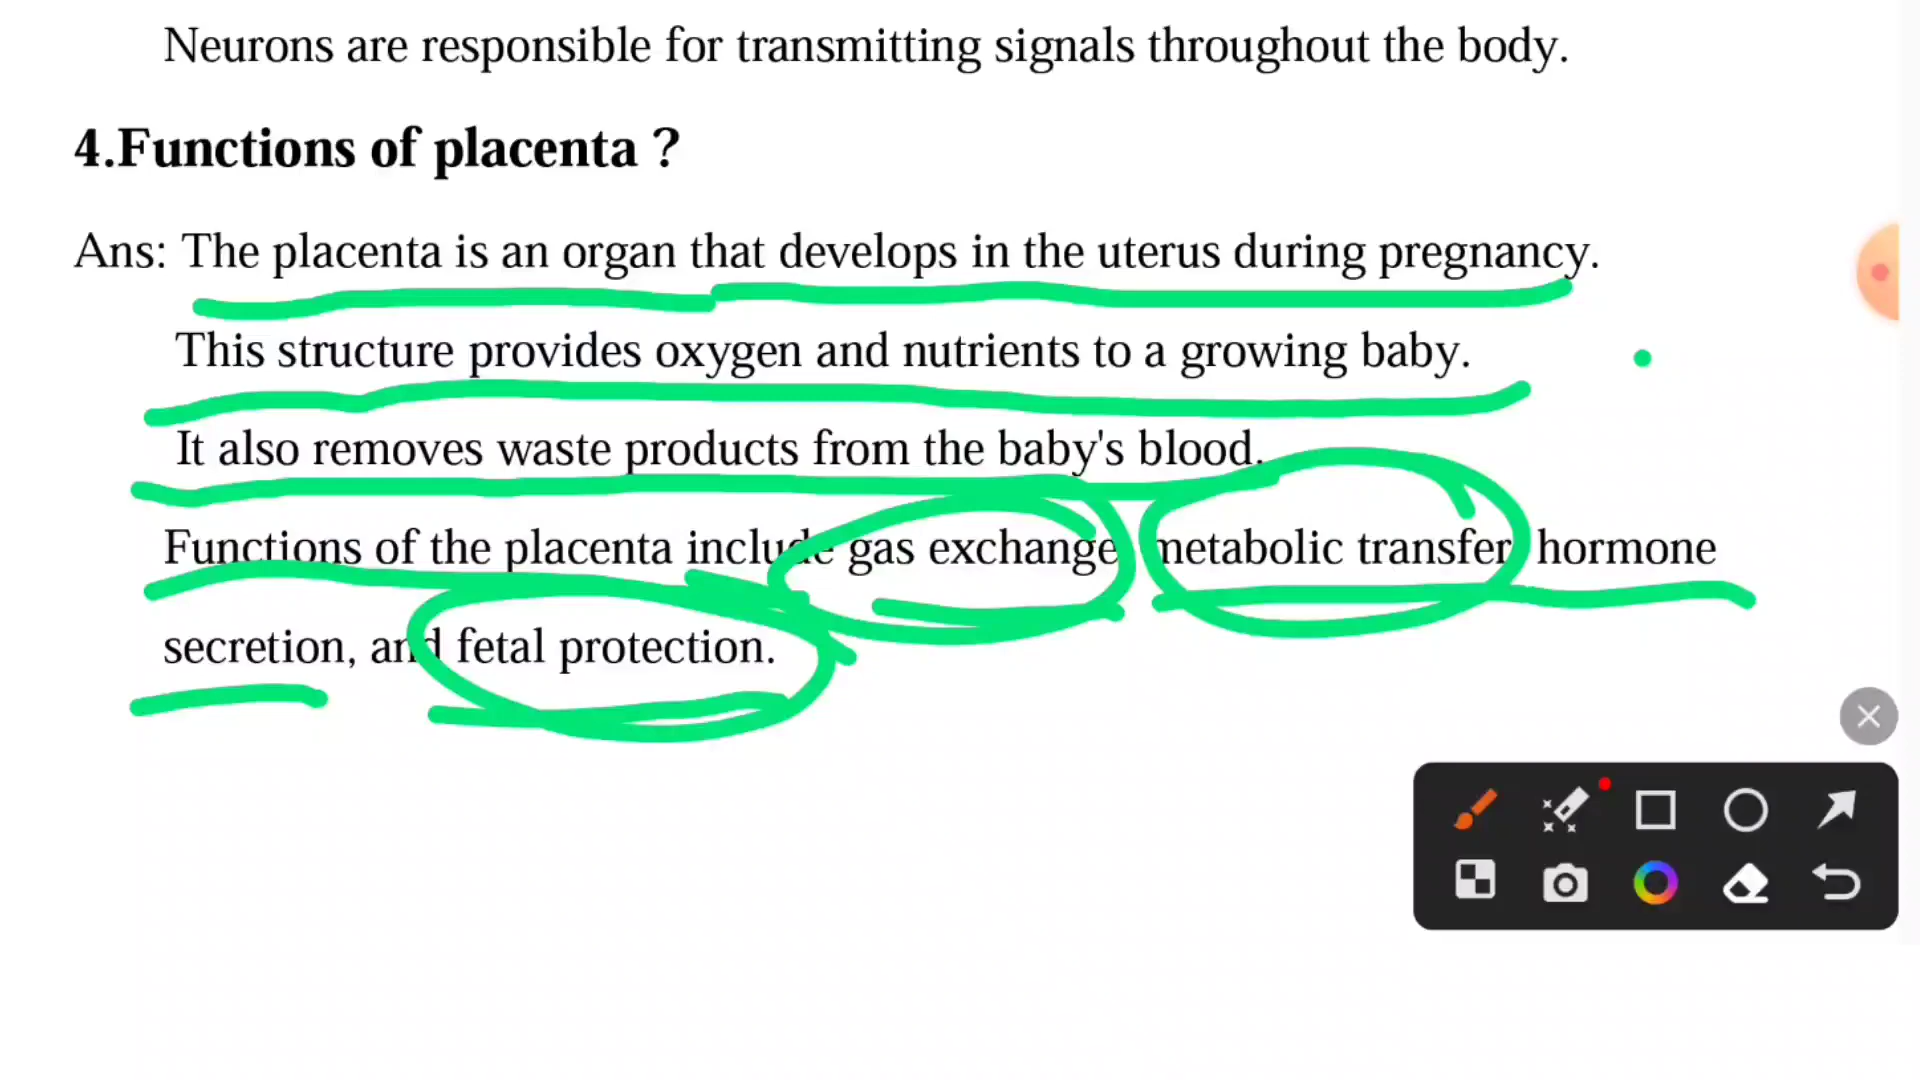 Neurons are responsible for transmitting signals throughout the body.
4.Functions of placenta ?
Ans: The placenta is an organ that develops in the uterus during pregnancy.
This structure provides oxygen and nutrients to a growing baby.
It also removes waste products from the baby's blood.
Functions of the placenta include gas exchange, metabolic transfer, hormone
secretion, and fetal protection.